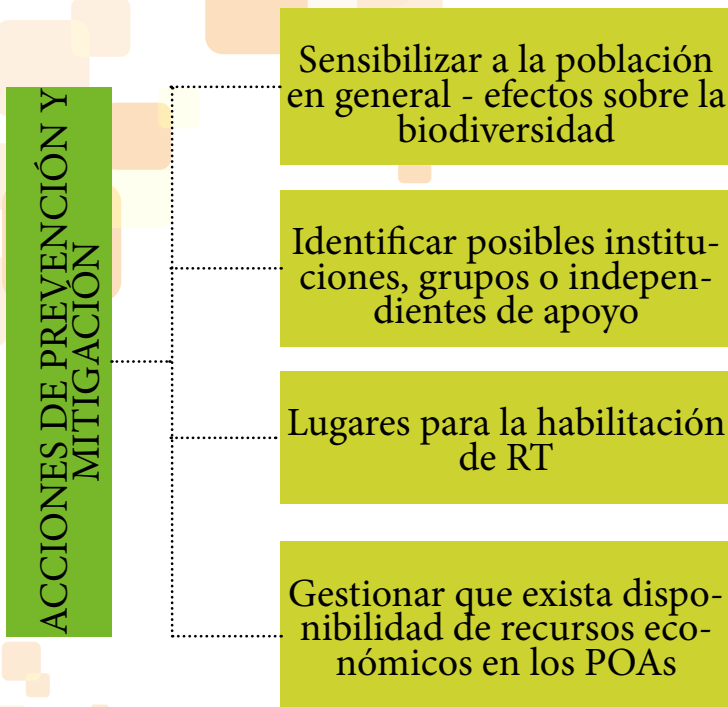 ACCIONES DE PREVENCIÓN Y
MITIGACIÓN
Sensibilizar a la población
en general - efectos sobre la
biodiversidad
Identificar posibles institu-
ciones, grupos o indepen-
dientes de apoyo
Lugares para la habilitación
de RT
Gestionar que exista dispo-
nibilidad de recursos eco-
nómicos en los POAs